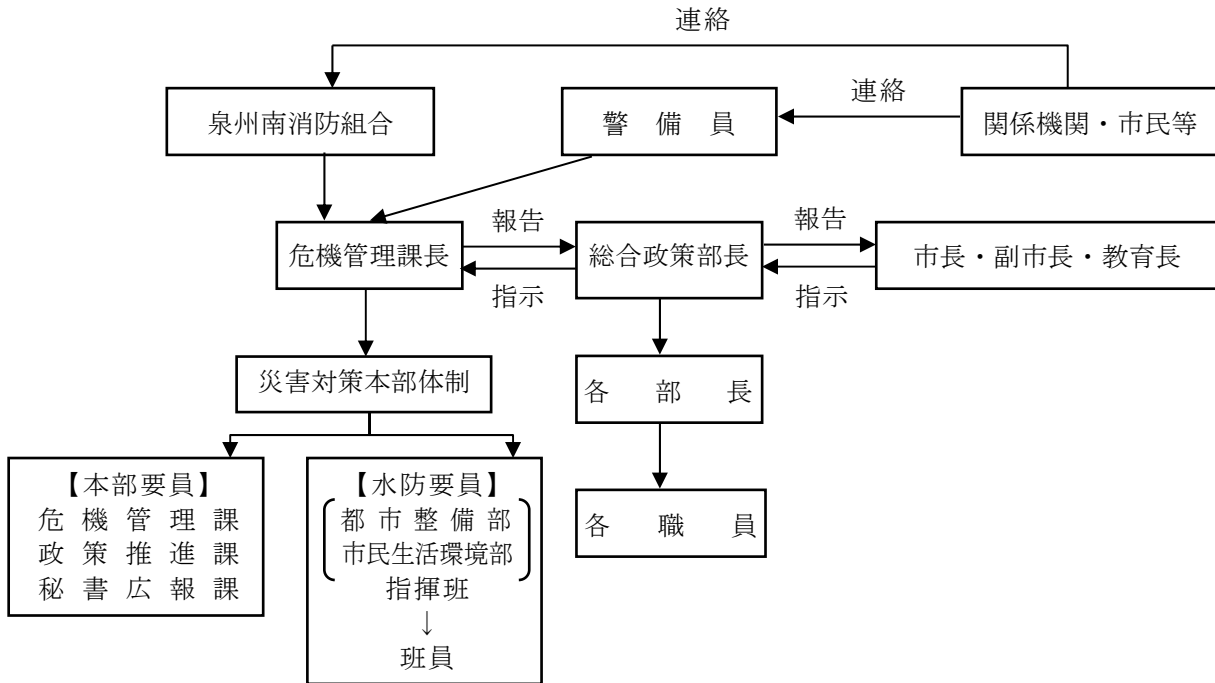 連絡
泉州南消防組合
警　備　員
連絡
関係機関・市民等
危機管理課長
報告
指示
総合政策部長
報告
指示
市長・副市長・教育長
災害対策本部体制
各　部　長
【本部要員】
危機管理課
政策推進課
秘書広報課
【水防要員】
都市整備部
市民生活環境部
指揮班
↓
班員
各　職　員